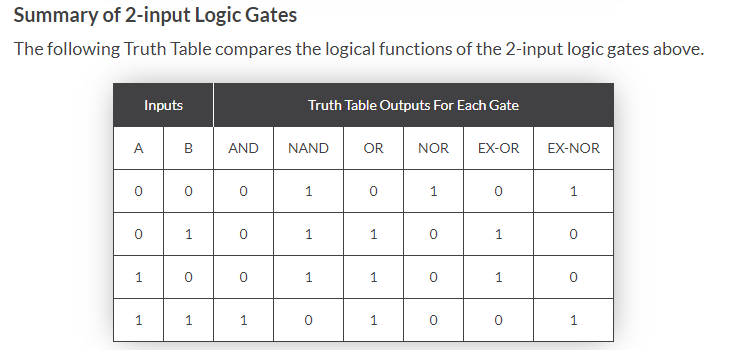 Summary of 2-input Logic Gates
The following Truth Table compares the logical functions of the 2-input logic gates above.
Inputs Truth Table Outputs For Each Gate
A B AND NAND OR NOR EX-OR EX-NOR
0 0 0 1 0 1 0 1
0 1 0 1 1 0 1 0
1 0 0 1 1 0 1 0
1 1 1 0 1 0 0 1